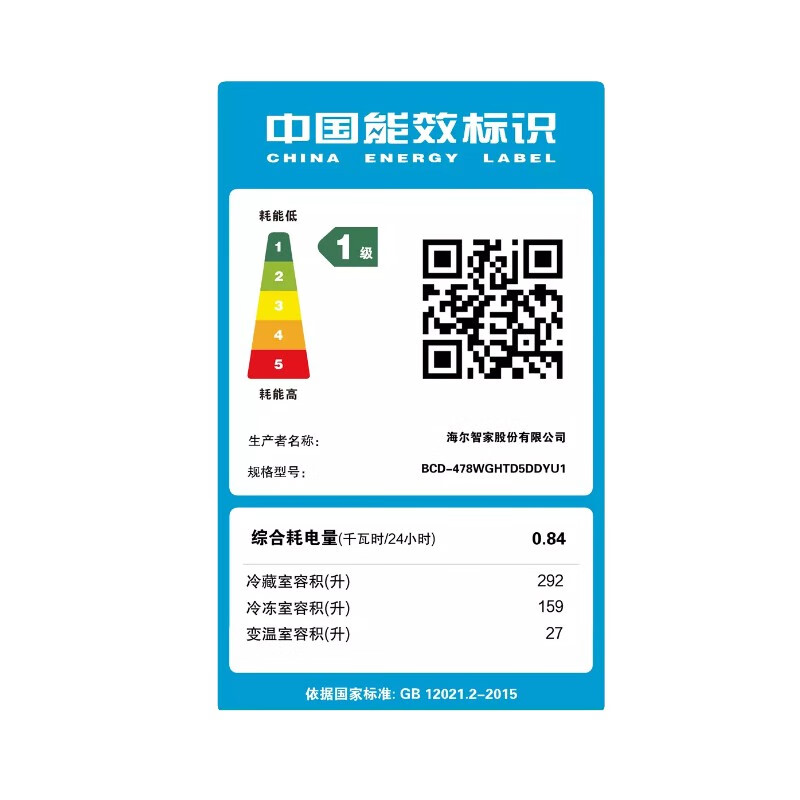 中国能效标识
CHINA ENERGY LABEL
耗能低
1
1级
2
3
4
5
耗能高
生产者名称: 海尔智家股份有限公司
规格型号: BCD-478WGHTD5DDYU1
综合耗电量(千瓦时/24小时) 0.84
冷藏室容积(升) 292
冷冻室容积(升) 159
变温室容积(升) 27
依据国家标准: GB 12021.2-2015